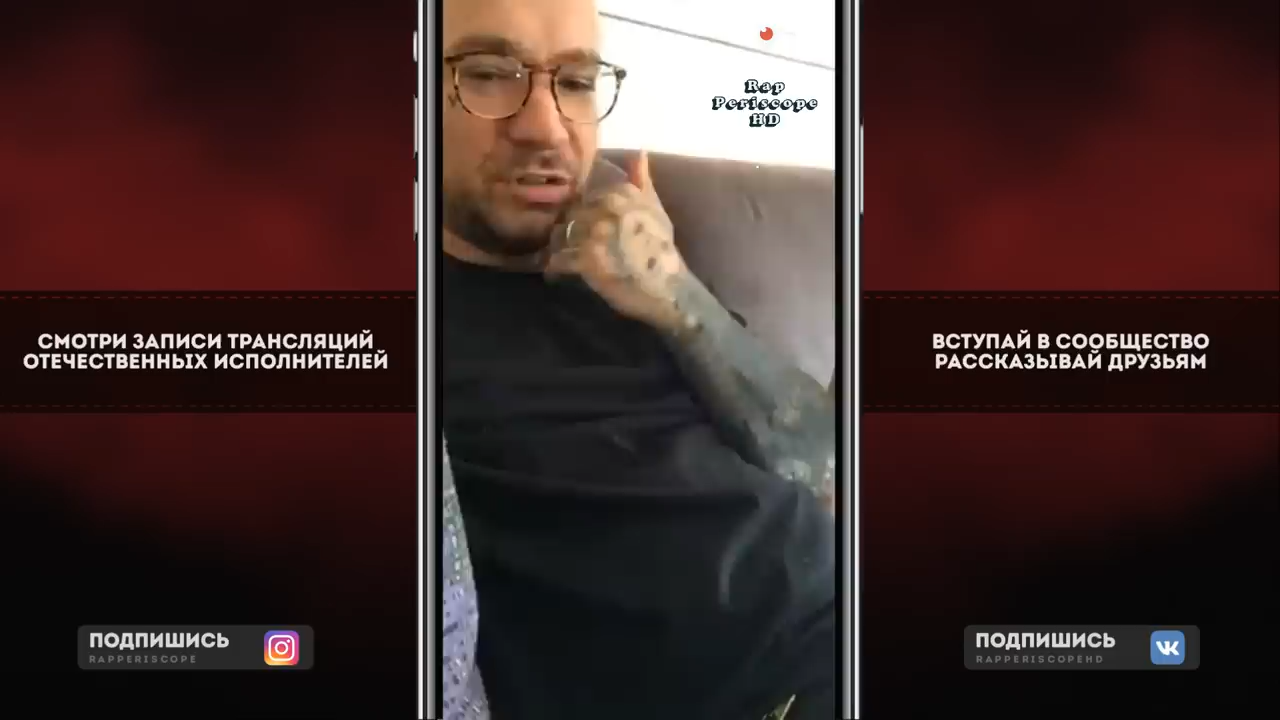 Rap
Periscope
HD
СМОТРИ ЗАПИСИ ТРАНСЛЯЦИЙ
ОТЕЧЕСТВЕННЫХ ИСПОЛНИТЕЛЕЙ
ВСТУПАЙ В СООБЩЕСТВО
РАССКАЗЫВАЙ ДРУЗЬЯМ
ПОДПИШИСЬ
RAPPERISCOPE
ПОДПИШИСЬ
RAPPERISCOPEHD